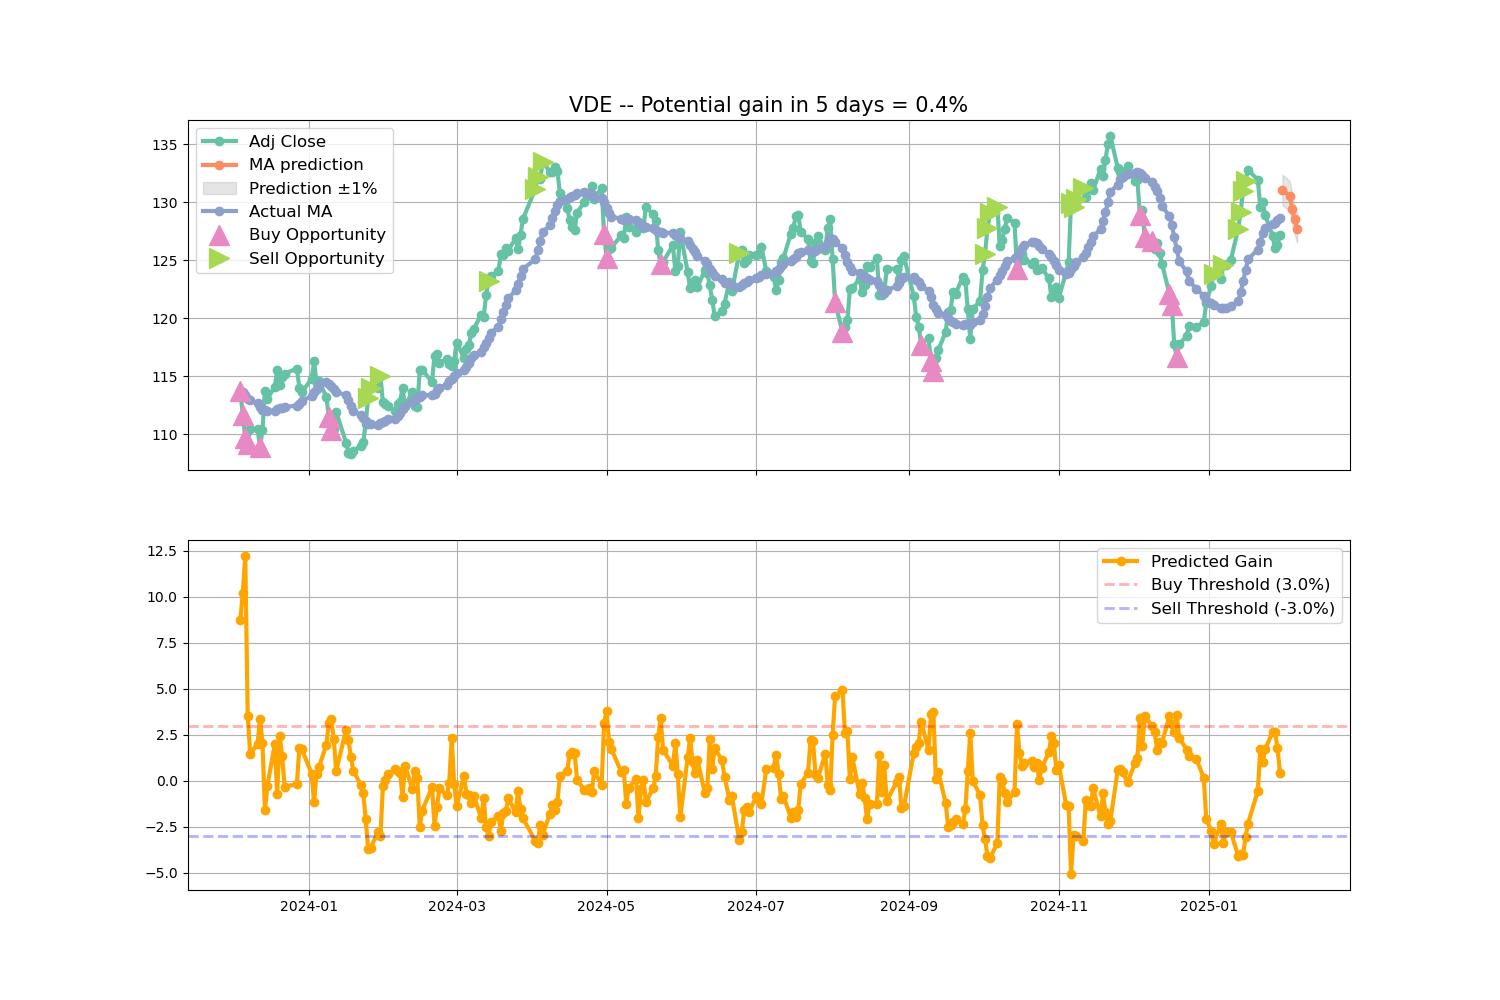 VDE -- Potential gain in 5 days = 0.4%
Adj Close
MA prediction
Prediction ±1%
Actual MA
Buy Opportunity
Sell Opportunity
135
130
125
120
115
110
12.5
10.0
7.5
5.0
2.5
0.0
−2.5
−5.0
Predicted Gain
Buy Threshold (3.0%)
Sell Threshold (-3.0%)
2024-01
2024-03
2024-05
2024-07
2024-09
2024-11
2025-01